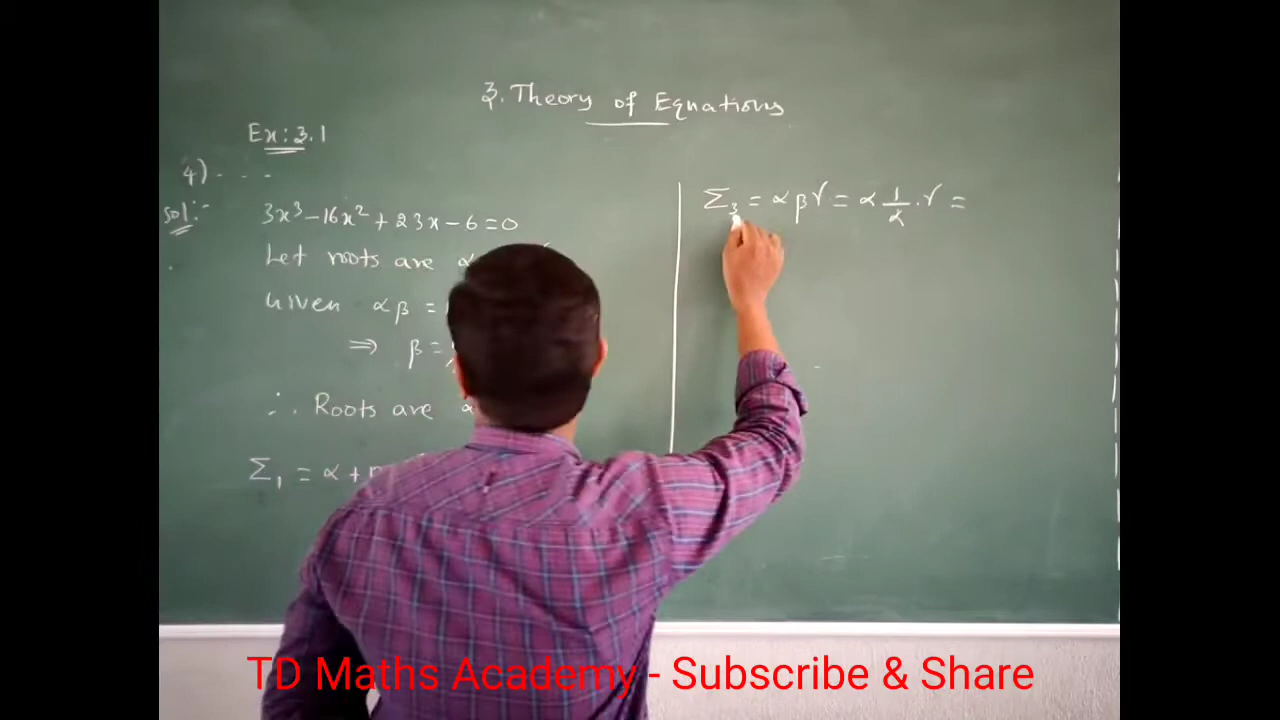 3. Theory of Equations
Ex: 3.1
4) - - -
Sol:-
3x³ - 16x² + 23x - 6 = 0
Let roots are α
Given αβ =
⇒ β =
∴ Roots are α
Σ₁ = α +
Σ₃ = αβγ = α 1/α . γ =
TD Maths Academy - Subscribe & Share